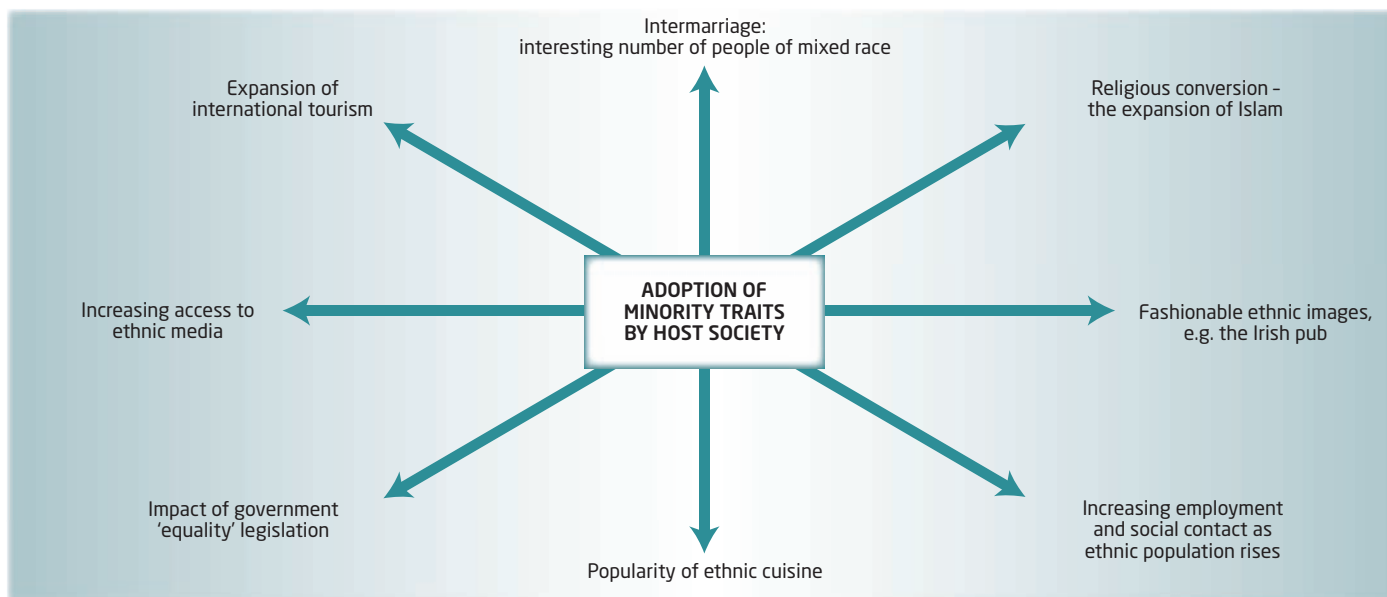 Intermarriage:
interesting number of people of mixed race
Expansion of
international tourism
Religious conversion –
the expansion of Islam
ADOPTION OF
MINORITY TRAITS
BY HOST SOCIETY
Increasing access to
ethnic media
Fashionable ethnic images,
e.g. the Irish pub
Impact of government
‘equality’ legislation
Increasing employment
and social contact as
ethnic population rises
Popularity of ethnic cuisine